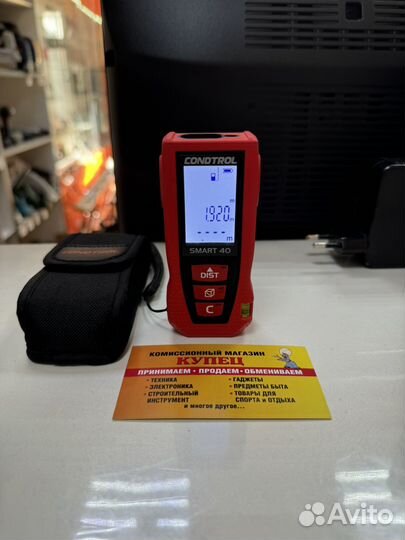 CONDTROL
m
1.920 m
- - - - m
SMART 40
DIST
C
CONDTROL
КОМИССИОННЫЙ МАГАЗИН
КУПЕЦ
ПРИНИМАЕМ • ПРОДАЕМ • ОБМЕНИВАЕМ
• ТЕХНИКА
• ЭЛЕКТРОНИКА
• СТРОИТЕЛЬНЫЙ
ИНСТРУМЕНТ
• ГАДЖЕТЫ
• ПРЕДМЕТЫ БЫТА
• ТОВАРЫ ДЛЯ
СПОРТА и ОТДЫХА
и многое другое...
Avito